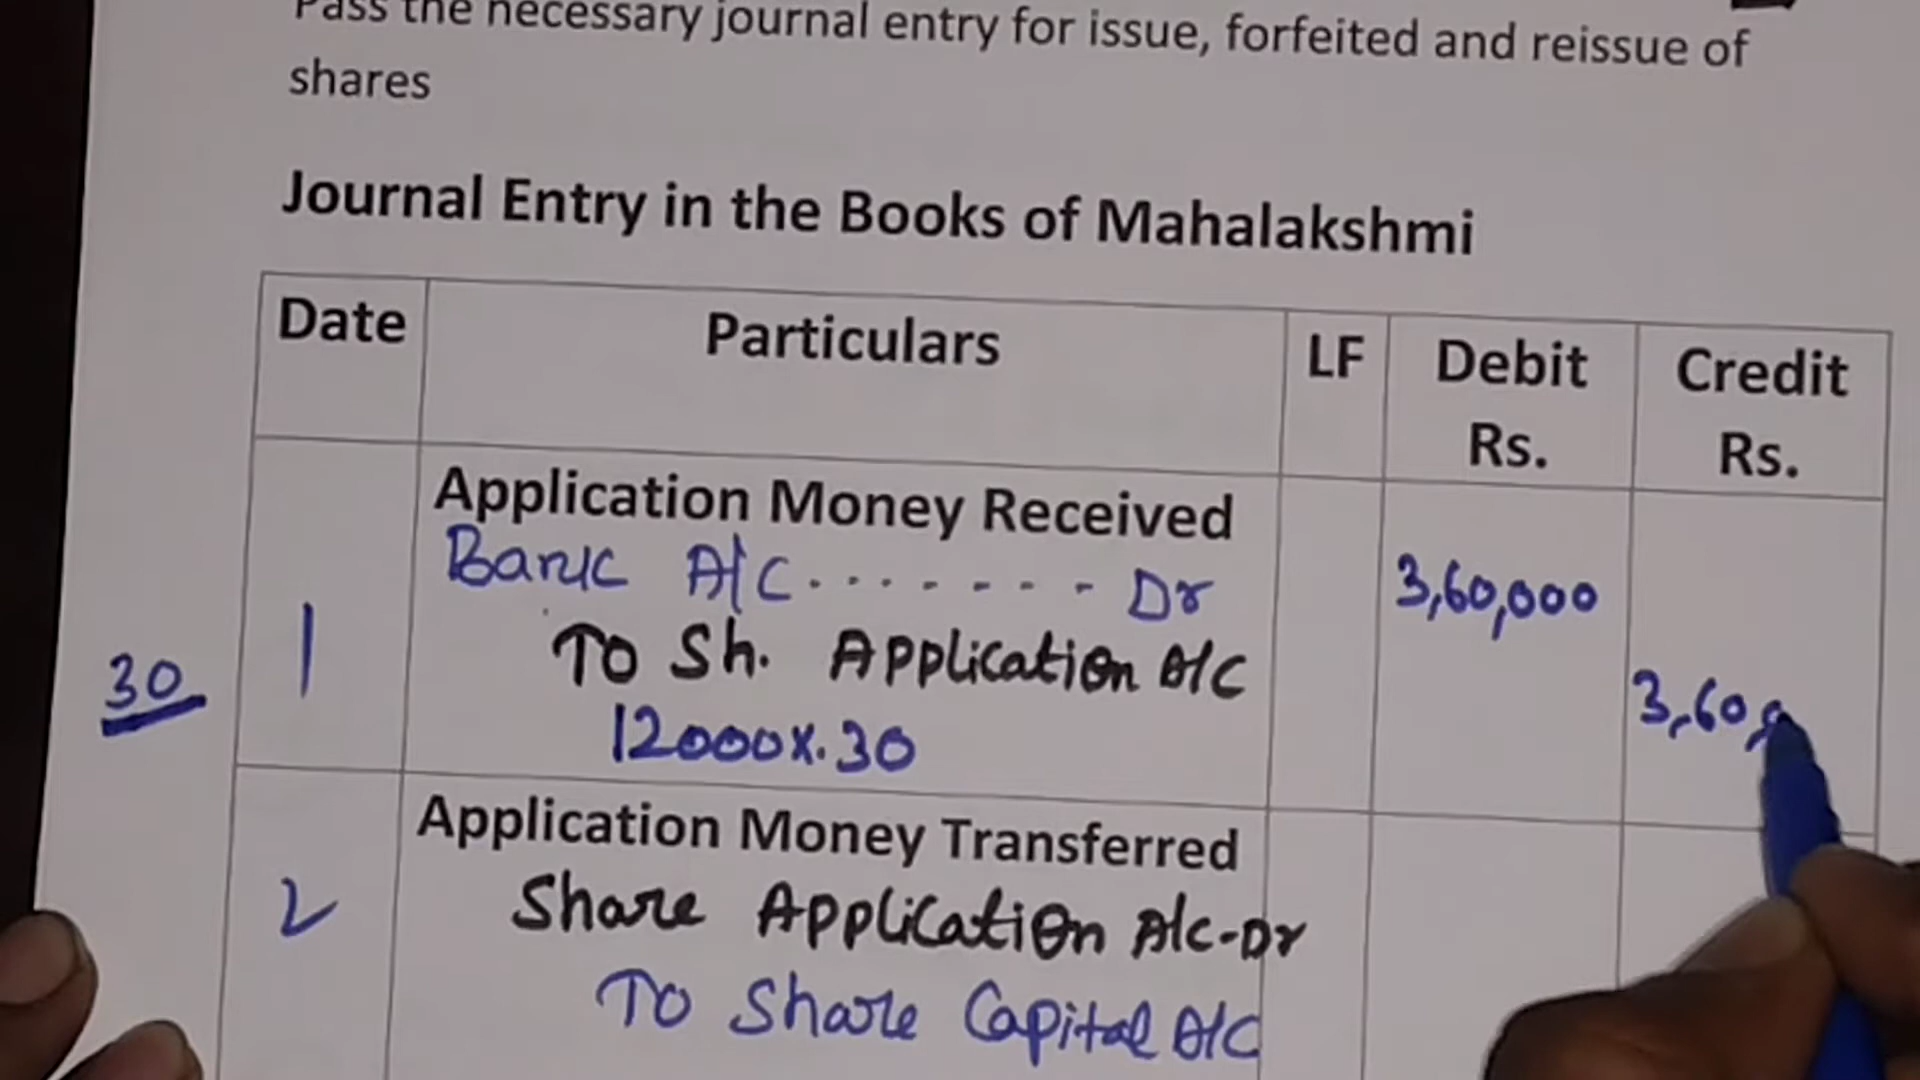 Pass the necessary journal entry for issue, forfeited and reissue of
shares
Journal Entry in the Books of Mahalakshmi
Date Particulars LF Debit Rs. Credit Rs.
Application Money Received
Bank A/C....... Dr 3,60,000
30 1 To Sh. Application A/C 3,60,
12000x.30
Application Money Transferred
2 Share Application A/C-Dr
To Share Capital A/C